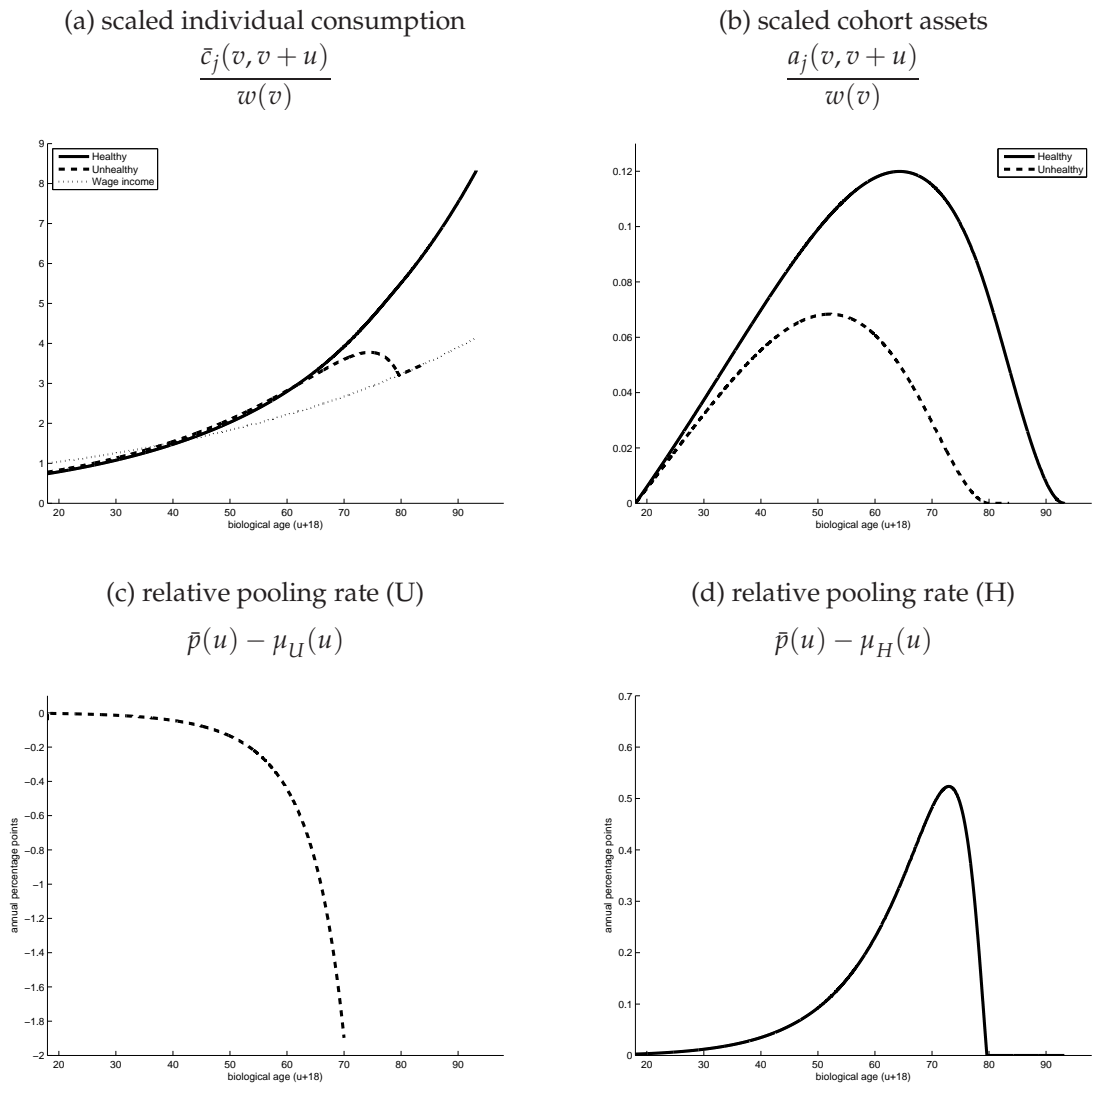 (a) scaled individual consumption
c̄_j(v, v + u)
w(v)
9
8
7
6
5
4
3
2
1
0
Healthy
Unhealthy
Wage income
20 30 40 50 60 70 80 90
biological age (u+18)
(b) scaled cohort assets
a_j(v, v + u)
w(v)
0.12
0.1
0.08
0.06
0.04
0.02
0
Healthy
Unhealthy
20 30 40 50 60 70 80 90
biological age (u+18)
(c) relative pooling rate (U)
p̄(u) − μ_U(u)
annual percentage points
0
−0.2
−0.4
−0.6
−0.8
−1
−1.2
−1.4
−1.6
−1.8
−2
20 30 40 50 60 70 80 90
biological age (u+18)
(d) relative pooling rate (H)
p̄(u) − μ_H(u)
annual percentage points
0.7
0.6
0.5
0.4
0.3
0.2
0.1
0
20 30 40 50 60 70 80 90
biological age (u+18)